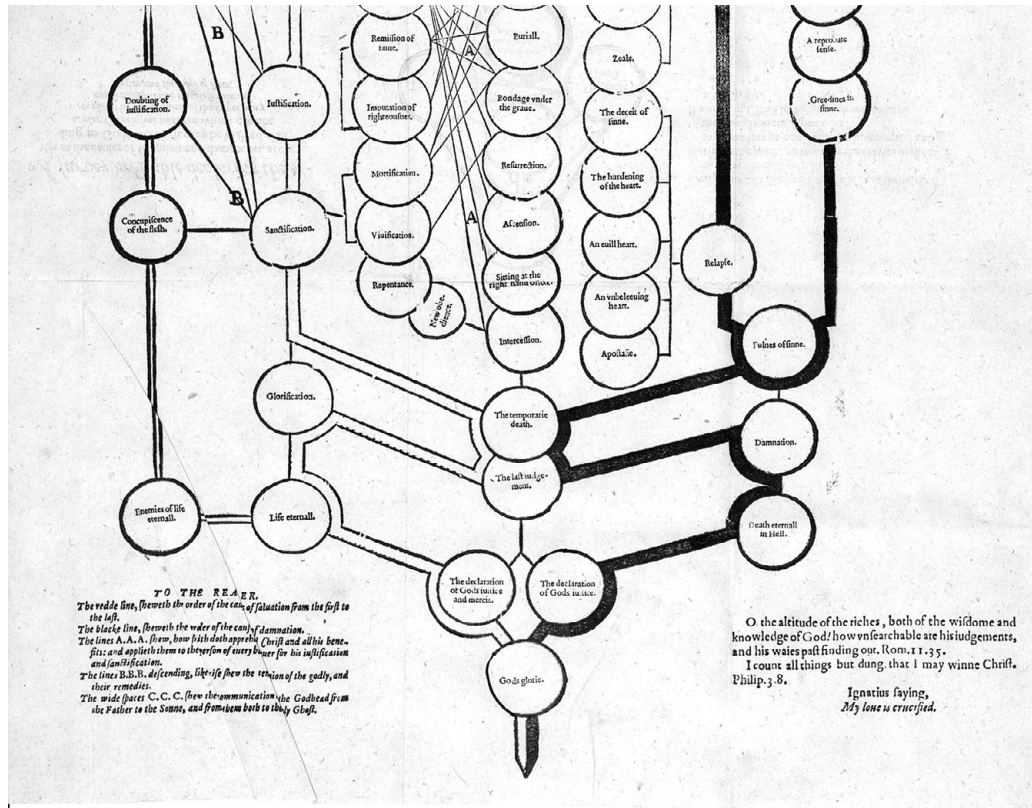 B
A
Remission of
sinne.
Buriall.
Zeale.
A reprobate
sense.
Doubting of
iustification.
Iustification.
Imputation of
righteousnes.
Bondage vnder
the graue.
The deceit of
sinne.
Greedines in
sinne.
Mortification.
Resurrection.
The hardening
of the heart.
B
A
Concupiscence
of the flesh.
Sanctification.
Viuification.
Ascension.
An euill heart.
Relapse.
Repentance.
Sitting at the
right hand
New obe-
dience.
An vnbeleeuing
heart.
Intercession.
Apostasie.
Fulnes of sinne.
Glorification.
The temporarie
death.
Damnation.
The last iudge-
ment.
Enemies of life
eternall.
Life eternall.
Death eternall
in Hell.
The declaration
of Gods iustice
and mercie.
The declaration
of Gods iustice.
Gods glorie.
TO THE REA ER.
The redde line, sheweth th order of the cau of saluation from the first to
the last.
The blacke line, sheweth the order of the cau of damnation.
The lines A.A.A. shew, how faith doth appreh Christ and all his bene-
fits: and applieth them to the person of euery b uer for his iustification
and sanctification.
The lines B.B.B. descending, likewise shew the te ion of the godly, and
their remedies.
The wide spaces C.C.C. shew the communication the Godhead from
the Father to the Sonne, and from them both to the ly Ghost.
O the altitude of the riches, both of the wisdome and
knowledge of God! how vnsearchable are his iudgements,
and his waies past finding out. Rom.11.35.
I count all things but dung, that I may winne Christ.
Philip.3.8.
Ignatius saying,
My loue is crucified.